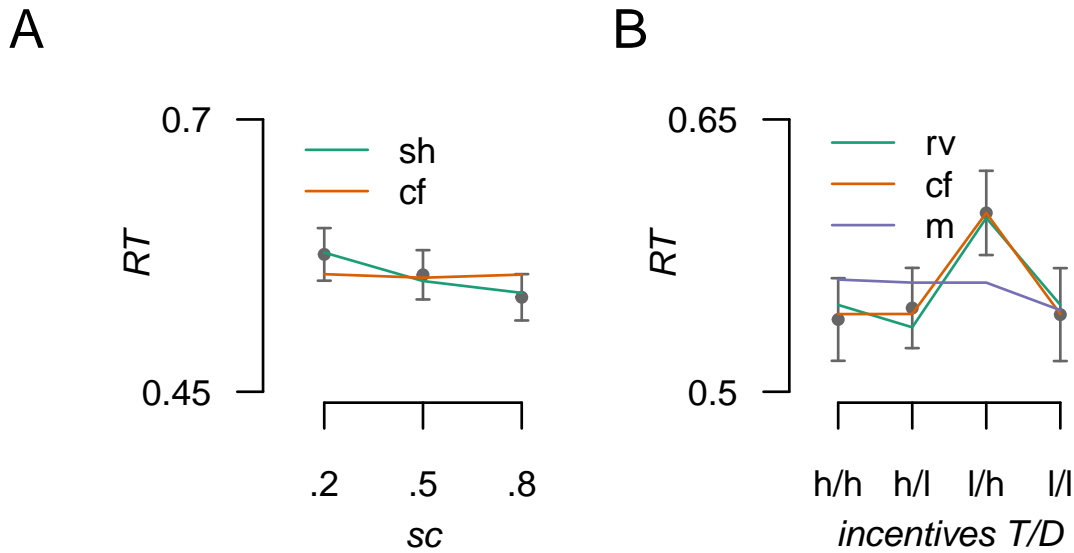 A
0.7
sh
cf
RT
0.45
.2 .5 .8
sc
B
0.65
rv
cf
m
RT
0.5
h/h h/l l/h l/l
incentives T/D